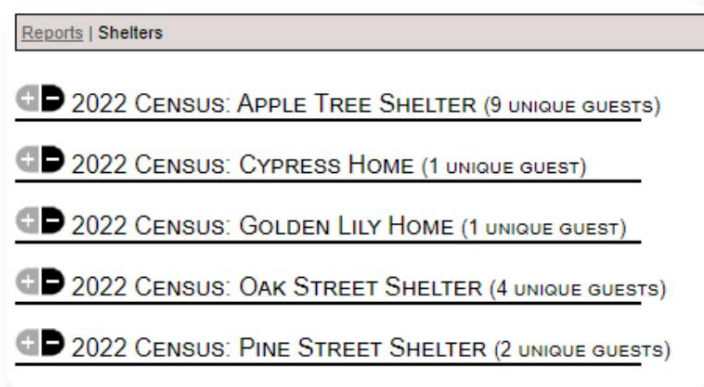 Reports | Shelters
2022 Census: Apple Tree Shelter (9 unique guests)
2022 Census: Cypress Home (1 unique guest)
2022 Census: Golden Lily Home (1 unique guest)
2022 Census: Oak Street Shelter (4 unique guests)
2022 Census: Pine Street Shelter (2 unique guests)